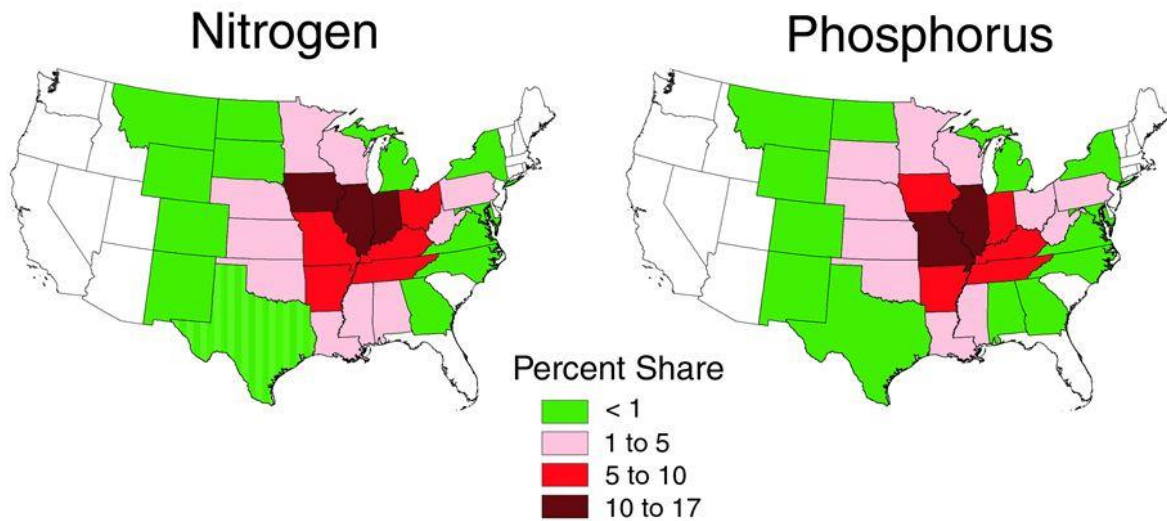 Nitrogen
Phosphorus
Percent Share
< 1
1 to 5
5 to 10
10 to 17